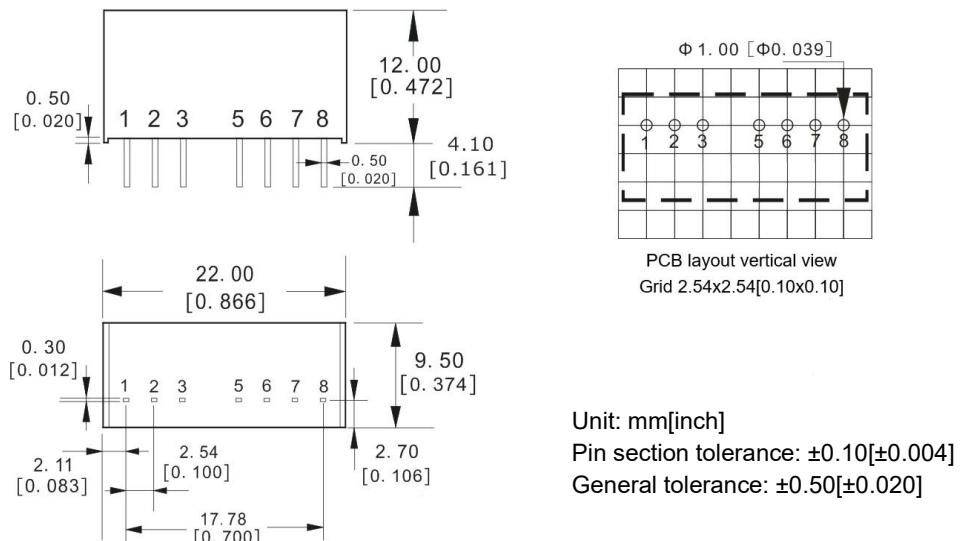 12.00
[0.472]
0.50
[0.020]
1 2 3 5 6 7 8
4.10
[0.161]
0.50
[0.020]
Φ1.00 [Φ0.039]
1 2 3 5 6 7 8
PCB layout vertical view
Grid 2.54x2.54[0.10x0.10]
22.00
[0.866]
0.30
[0.012]
1 2 3 5 6 7 8
9.50
[0.374]
2.11
[0.083]
2.54
[0.100]
2.70
[0.106]
17.78
[0.700]
Unit: mm[inch]
Pin section tolerance: ±0.10[±0.004]
General tolerance: ±0.50[±0.020]